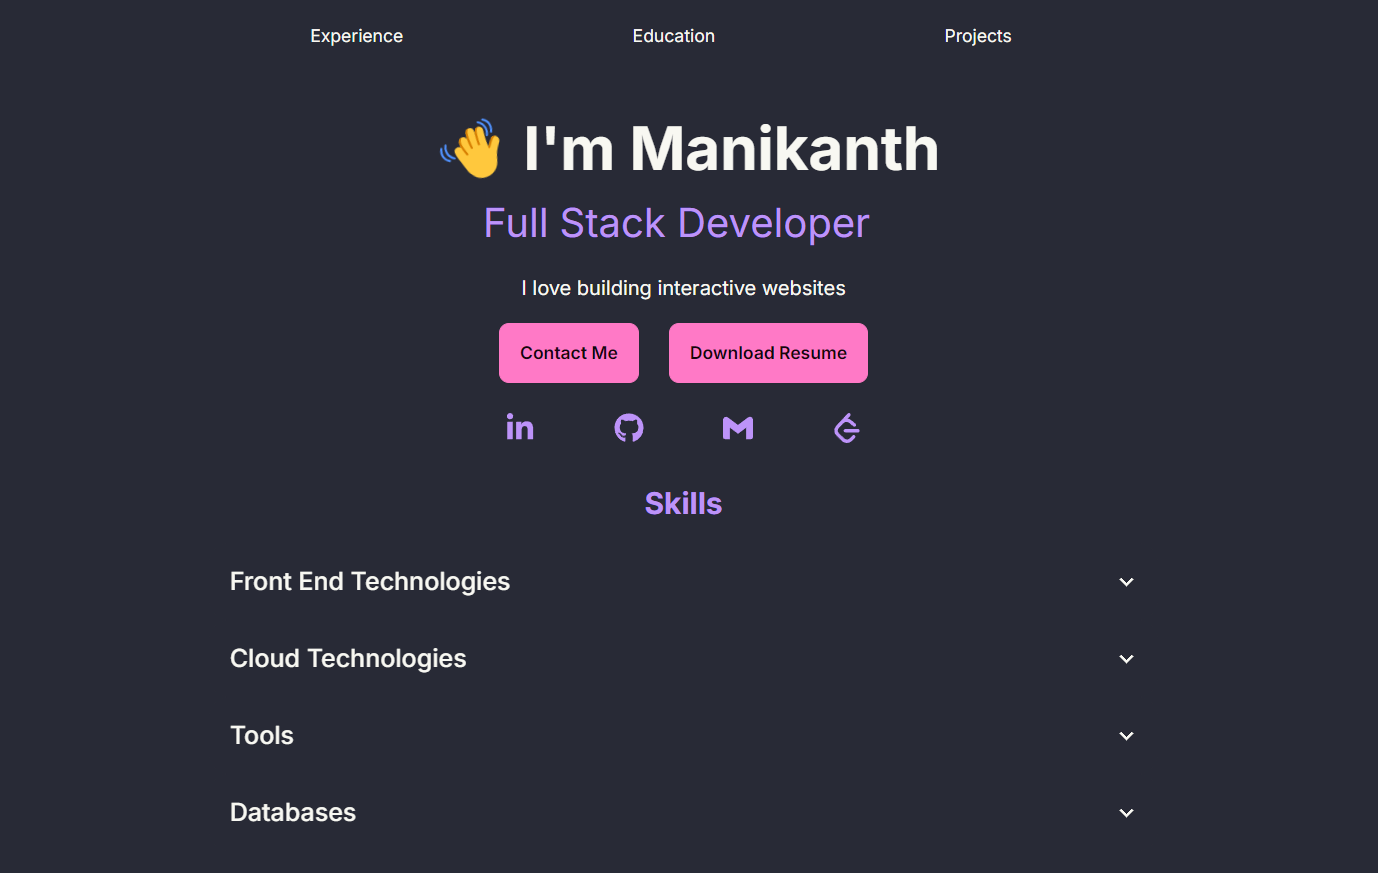 Experience Education Projects
👋 I'm Manikanth
Full Stack Developer
I love building interactive websites
Contact Me Download Resume
in
Skills
Front End Technologies
Cloud Technologies
Tools
Databases